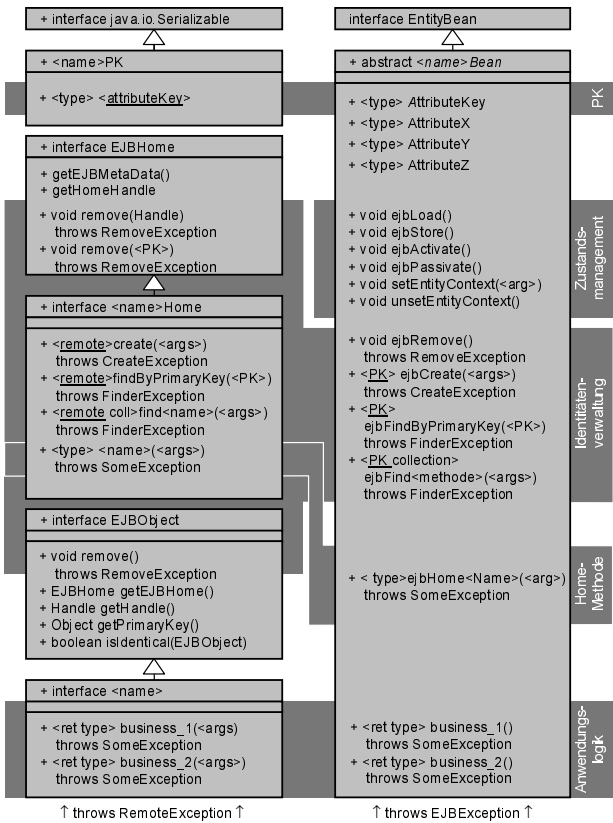 + interface java.io.Serializable
+ <name>PK
+ <type> <attributeKey>
+ interface EJBHome
+ getEJBMetaData()
+ getHomeHandle
+ void remove(Handle)
throws RemoveException
+ void remove(<PK>)
throws RemoveException
+ interface <name>Home
+ <remote>create(<args>)
throws CreateException
+ <remote>findByPrimaryKey(<PK>)
throws FinderException
+ <remote coll>find<name>(<args>)
throws FinderException
+ <type> <name>(<args>)
throws SomeException
+ interface EJBObject
+ void remove()
throws RemoveException
+ EJBHome getEJBHome()
+ Handle getHandle()
+ Object getPrimaryKey()
+ boolean isIdentical(EJBObject)
+ interface <name>
+ <ret type> business_1(<args)
throws SomeException
+ <ret type> business_2(<args>)
throws SomeException
↑ throws RemoteException ↑
interface EntityBean
+ abstract <name>Bean
+ <type> AttributeKey
+ <type> AttributeX
+ <type> AttributeY
+ <type> AttributeZ
+ void ejbLoad()
+ void ejbStore()
+ void ejbActivate()
+ void ejbPassivate()
+ void setEntityContext(<arg>)
+ void unsetEntityContext()
+ void ejbRemove()
throws RemoveException
+ <PK> ejbCreate(<args>)
throws CreateException
+ <PK>
ejbFindByPrimaryKey(<PK>)
throws FinderException
+ <PK collection>
ejbFind<methode>(<args>)
throws FinderException
+ < type>ejbHome<Name>(<arg>)
throws SomeException
+ <ret type> business_1()
throws SomeException
+ <ret type> business_2()
throws SomeException
↑ throws EJBException ↑
PK
Zustands-
management
Identitäten-
verwaltung
Home-
Methode
Anwendungs-
logik